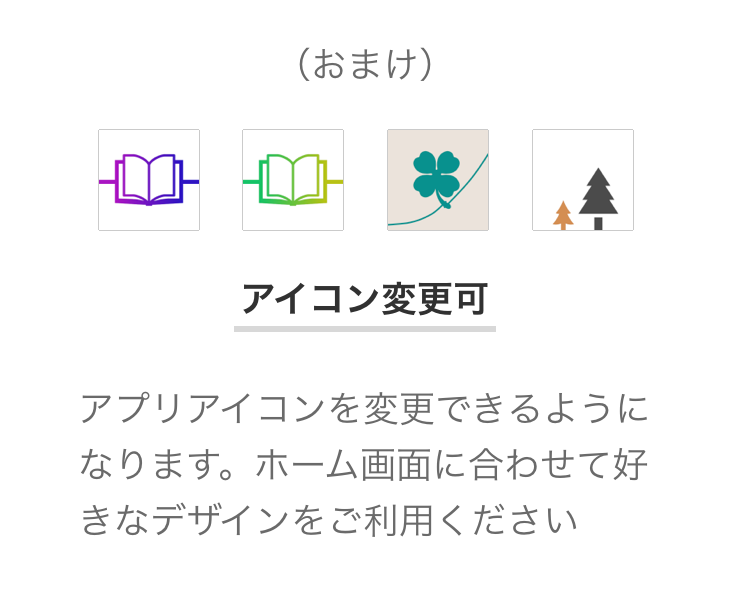 （おまけ）
アイコン変更可
アプリアイコンを変更できるように
なります。ホーム画面に合わせて好
きなデザインをご利用ください